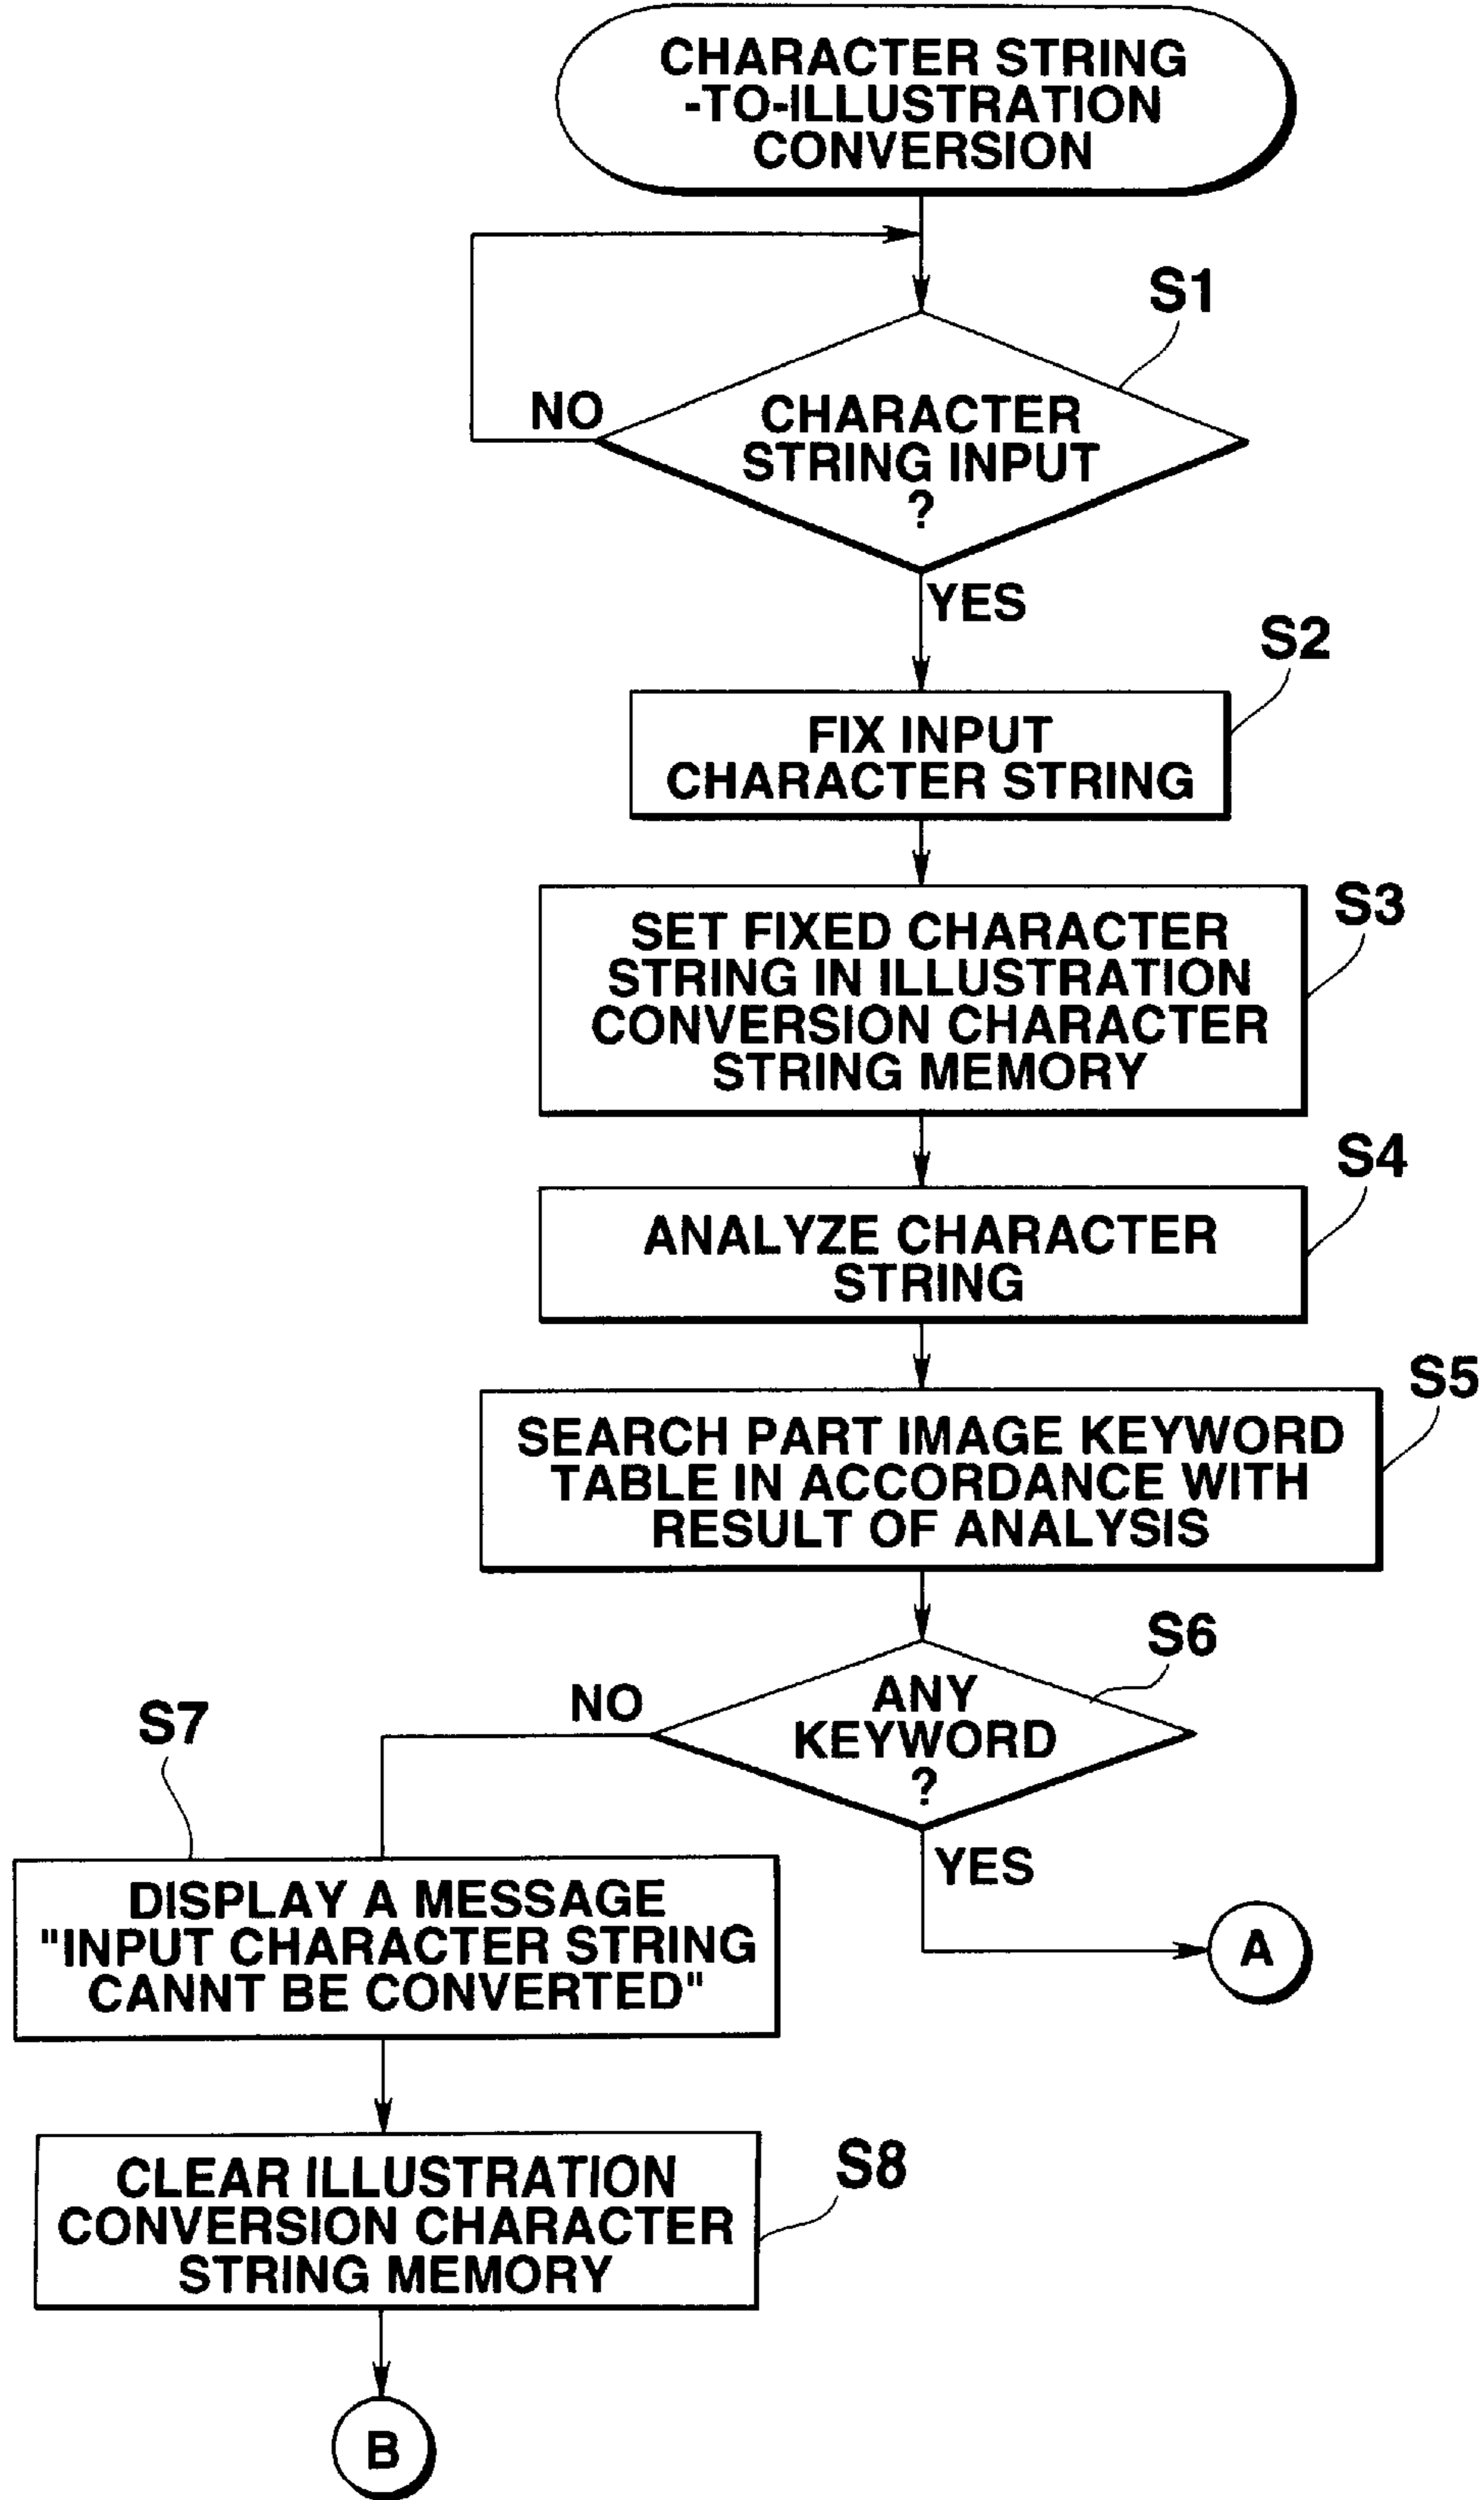 CHARACTER STRING
-TO-ILLUSTRATION
CONVERSION
S1
NO
CHARACTER
STRING INPUT
?
YES
S2
FIX INPUT
CHARACTER STRING
S3
SET FIXED CHARACTER
STRING IN ILLUSTRATION
CONVERSION CHARACTER
STRING MEMORY
S4
ANALYZE CHARACTER
STRING
S5
SEARCH PART IMAGE KEYWORD
TABLE IN ACCORDANCE WITH
RESULT OF ANALYSIS
S6
NO
ANY
KEYWORD
?
S7
YES
A
DISPLAY A MESSAGE
"INPUT CHARACTER STRING
CANNT BE CONVERTED"
S8
CLEAR ILLUSTRATION
CONVERSION CHARACTER
STRING MEMORY
B